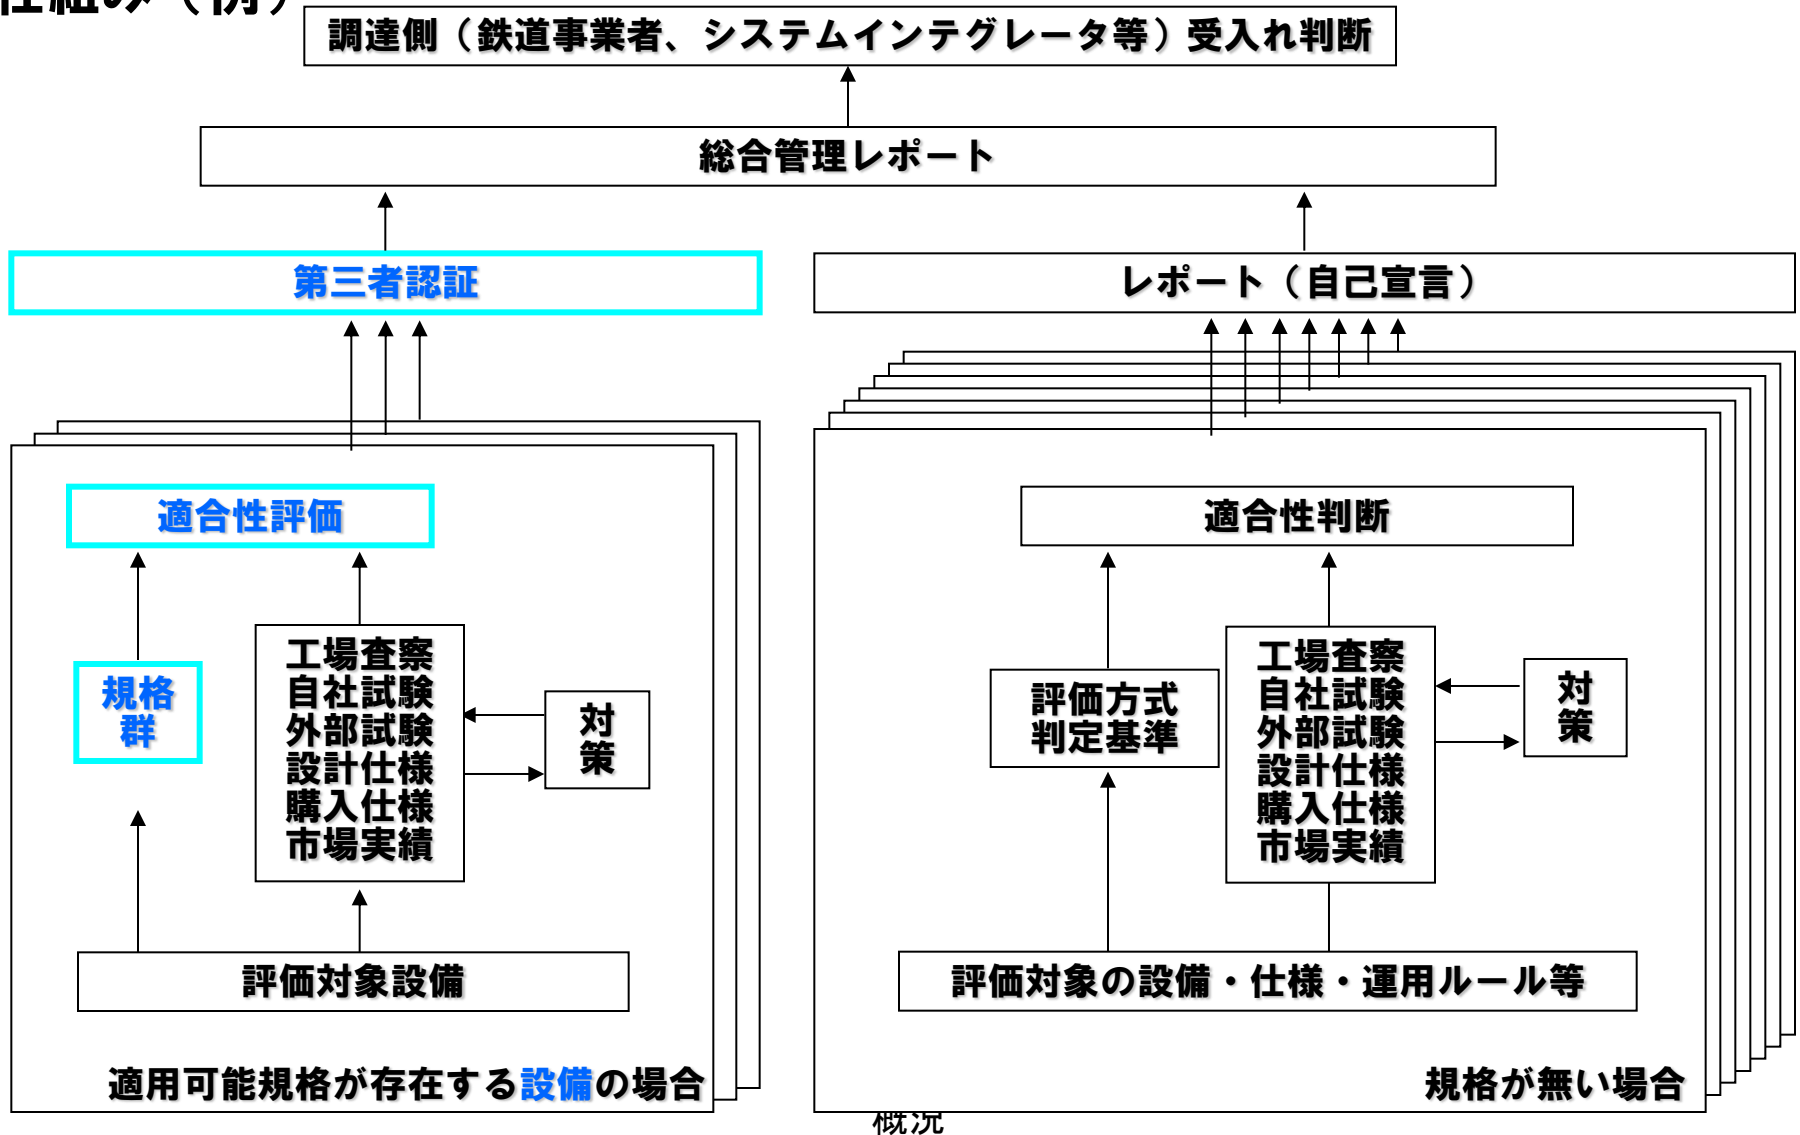 仕組み（例）
調達側（鉄道事業者、システムインテグレータ等）受入れ判断
総合管理レポート
第三者認証
レポート（自己宣言）
適合性評価
規格
群
工場査察
自社試験
外部試験
設計仕様
購入仕様
市場実績
対
策
評価対象設備
適用可能規格が存在する設備の場合
適合性判断
評価方式
判定基準
工場査察
自社試験
外部試験
設計仕様
購入仕様
市場実績
対
策
評価対象の設備・仕様・運用ルール等
規格が無い場合
概況